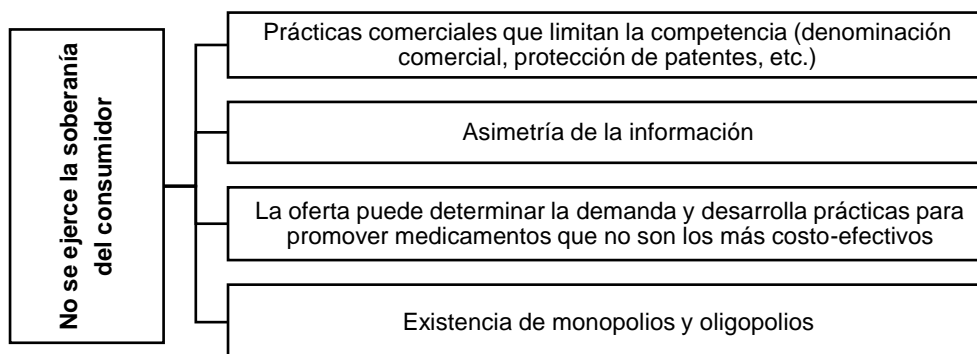 No se ejerce la soberanía
del consumidor
Prácticas comerciales que limitan la competencia (denominación
comercial, protección de patentes, etc.)
Asimetría de la información
La oferta puede determinar la demanda y desarrolla prácticas para
promover medicamentos que no son los más costo-efectivos
Existencia de monopolios y oligopolios